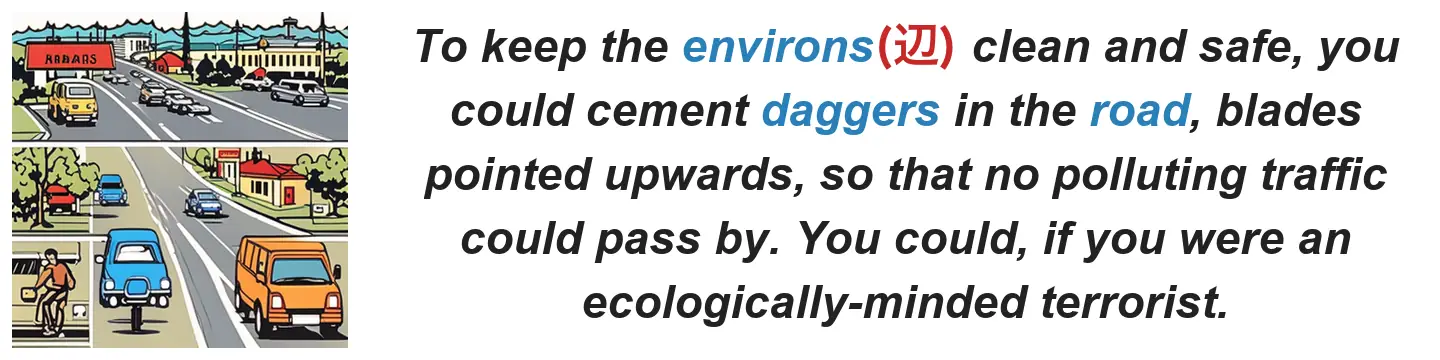 RABARS
To keep the environs(辺) clean and safe, you
could cement daggers in the road, blades
pointed upwards, so that no polluting traffic
could pass by. You could, if you were an
ecologically-minded terrorist.